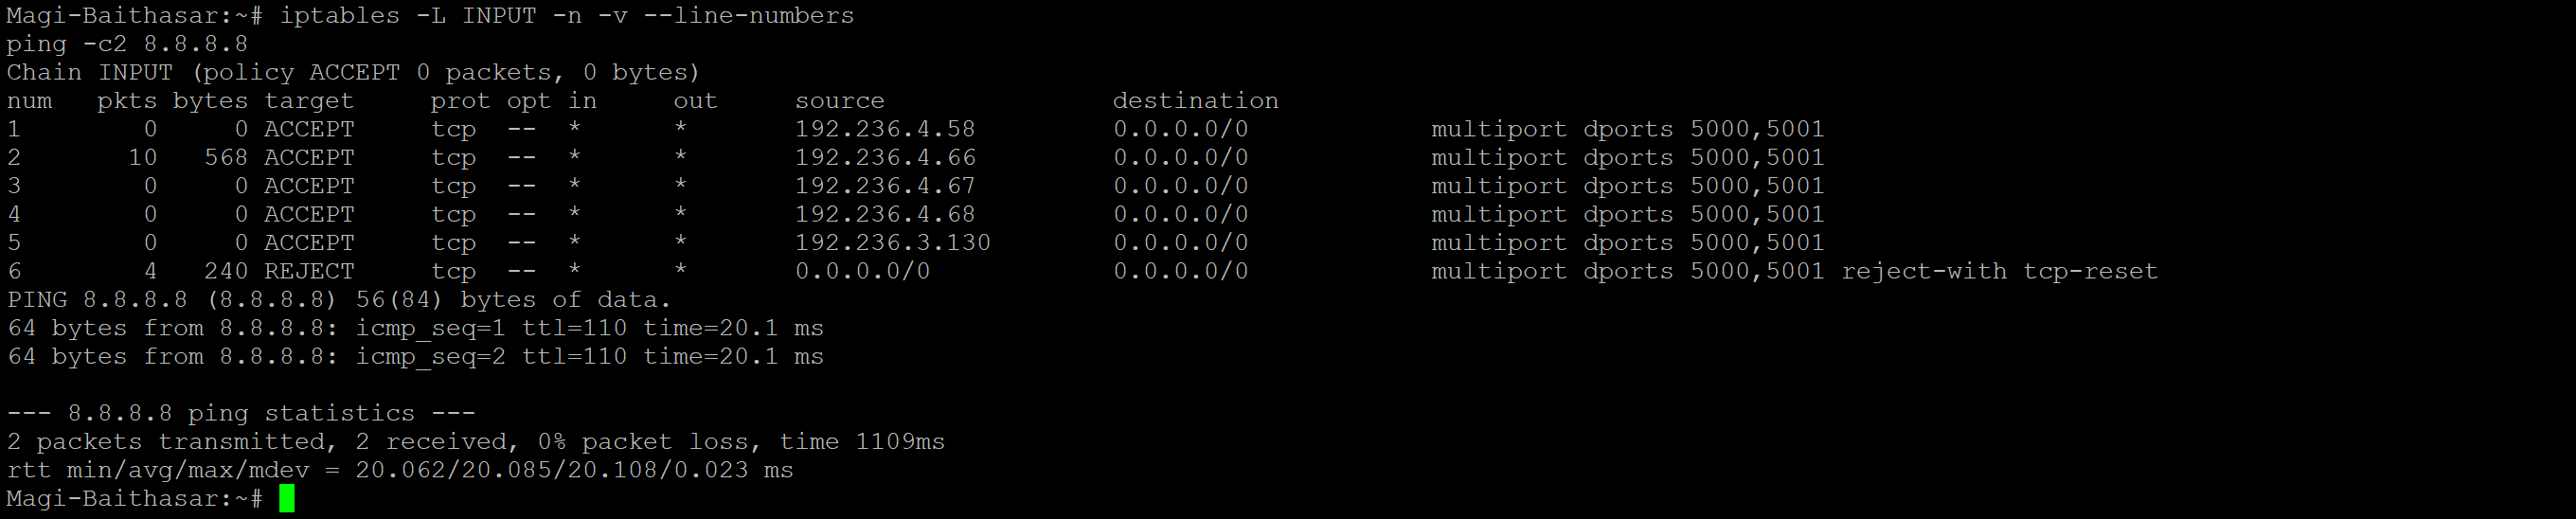 Magi-Baithasar:~# iptables -L INPUT -n -v --line-numbers
ping -c2 8.8.8.8
Chain INPUT (policy ACCEPT 0 packets, 0 bytes)
num   pkts bytes target     prot opt in     out     source               destination
1        0     0 ACCEPT     tcp  --  *      *       192.236.4.58         0.0.0.0/0            multiport dports 5000,5001
2       10   568 ACCEPT     tcp  --  *      *       192.236.4.66         0.0.0.0/0            multiport dports 5000,5001
3        0     0 ACCEPT     tcp  --  *      *       192.236.4.67         0.0.0.0/0            multiport dports 5000,5001
4        0     0 ACCEPT     tcp  --  *      *       192.236.4.68         0.0.0.0/0            multiport dports 5000,5001
5        0     0 ACCEPT     tcp  --  *      *       192.236.3.130        0.0.0.0/0            multiport dports 5000,5001
6        4   240 REJECT     tcp  --  *      *       0.0.0.0/0            0.0.0.0/0            multiport dports 5000,5001 reject-with tcp-reset
PING 8.8.8.8 (8.8.8.8) 56(84) bytes of data.
64 bytes from 8.8.8.8: icmp_seq=1 ttl=110 time=20.1 ms
64 bytes from 8.8.8.8: icmp_seq=2 ttl=110 time=20.1 ms

--- 8.8.8.8 ping statistics ---
2 packets transmitted, 2 received, 0% packet loss, time 1109ms
rtt min/avg/max/mdev = 20.062/20.085/20.108/0.023 ms
Magi-Baithasar:~#